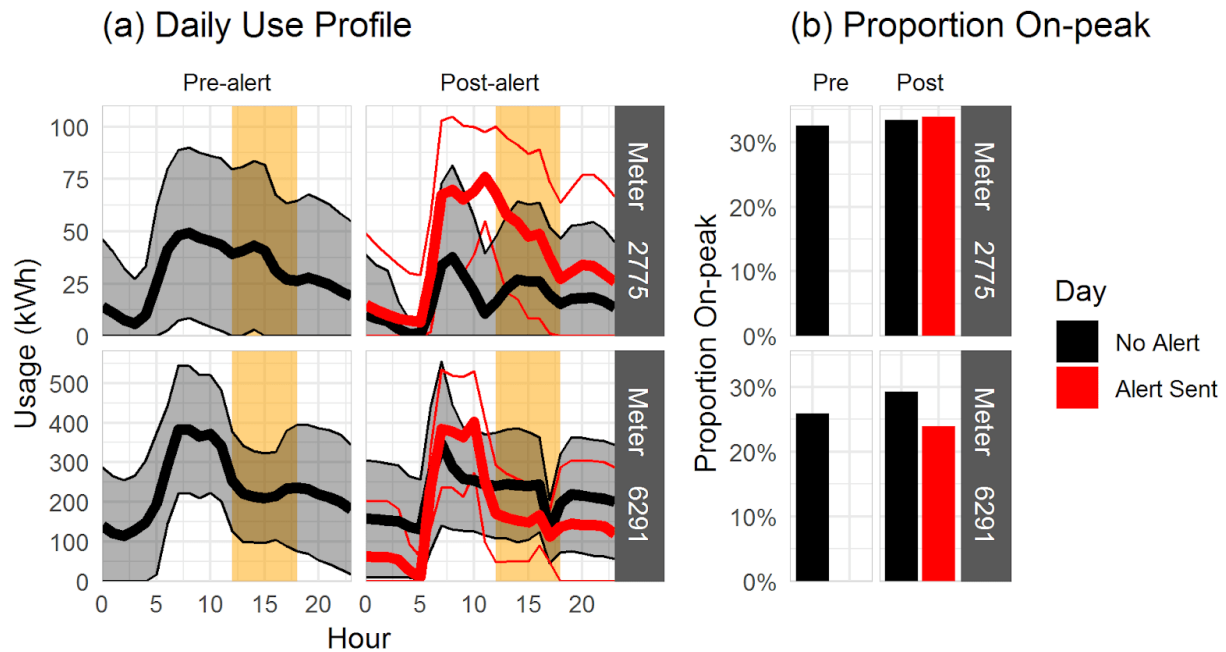 (a) Daily Use Profile
(b) Proportion On-peak
Pre-alert
Post-alert
Pre
Post
Usage (kWh)
100
75
50
25
0
Meter 2775
500
400
300
200
100
0
Meter 6291
0
5
10
15
20
0
5
10
15
20
Hour
Proportion On-peak
30%
20%
10%
0%
Meter 2775
30%
20%
10%
0%
Meter 6291
Day
No Alert
Alert Sent